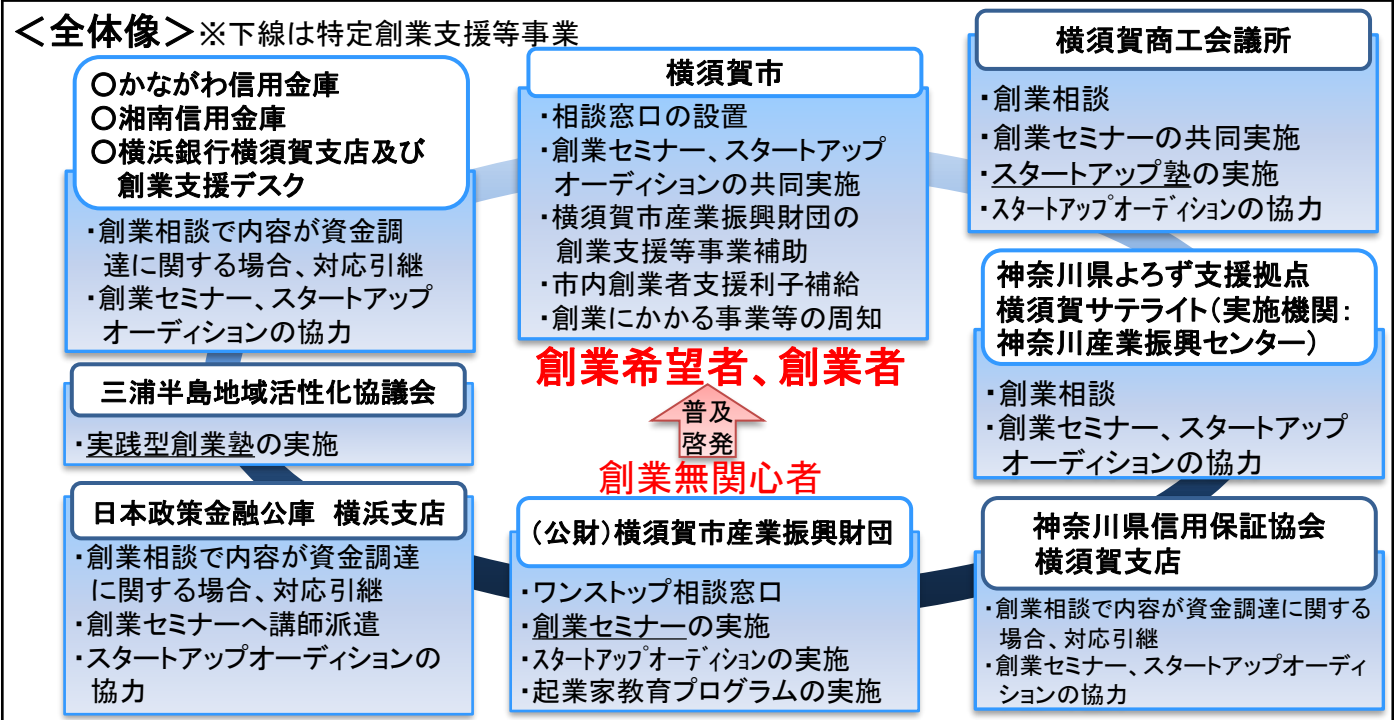 ＜全体像＞※下線は特定創業支援等事業
○かながわ信用金庫
○湘南信用金庫
○横浜銀行横須賀支店及び
創業支援デスク
・創業相談で内容が資金調
達に関する場合、対応引継
・創業セミナー、スタートアップ
オーディションの協力
横須賀市
・相談窓口の設置
・創業セミナー、スタートアップ
オーディションの共同実施
・横須賀市産業振興財団の
創業支援等事業補助
・市内創業者支援利子補給
・創業にかかる事業等の周知
横須賀商工会議所
・創業相談
・創業セミナーの共同実施
・スタートアップ塾の実施
・ｽﾀｰﾄｱｯﾌﾟｵｰﾃﾞｨｼｮﾝの協力
神奈川県よろず支援拠点
横須賀サテライト（実施機関：
神奈川産業振興センター）
・創業相談
・創業セミナー、スタートアップ
オーディションの協力
創業希望者、創業者
普及
啓発
創業無関心者
三浦半島地域活性化協議会
・実践型創業塾の実施
日本政策金融公庫　横浜支店
・創業相談で内容が資金調達
に関する場合、対応引継
・創業セミナーへ講師派遣
・スタートアップオーディションの
協力
（公財）横須賀市産業振興財団
・ワンストップ相談窓口
・創業セミナーの実施
・ｽﾀｰﾄｱｯﾌﾟｵｰﾃﾞｨｼｮﾝの実施
・起業家教育プログラムの実施
神奈川県信用保証協会
横須賀支店
・創業相談で内容が資金調達に関する
場合、対応引継
・創業セミナー、スタートアップオーディ
ションの協力